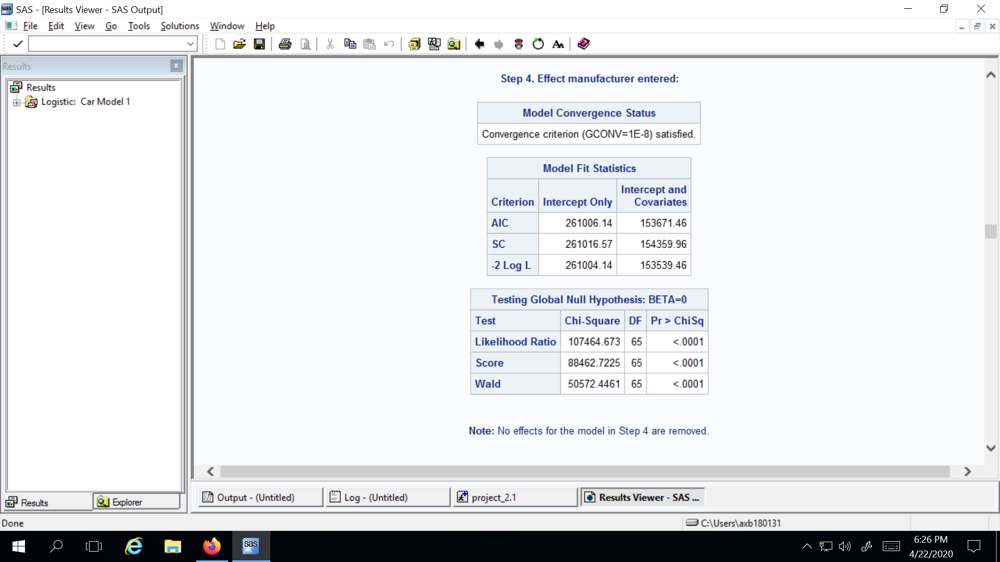 SAS - [Results Viewer - SAS Output]
File Edit View Go Tools Solutions Window Help
Results
Results
Logistic: Car Model 1
Step 4. Effect manufacturer entered:
Model Convergence Status
Convergence criterion (GCONV=1E-8) satisfied.
Model Fit Statistics
Criterion Intercept Only Intercept and Covariates
AIC 261006.14 153671.46
SC 261016.57 154359.96
-2 Log L 261004.14 153539.46
Testing Global Null Hypothesis: BETA=0
Test Chi-Square DF Pr > ChiSq
Likelihood Ratio 107464.673 65 <.0001
Score 88462.7225 65 <.0001
Wald 50572.4461 65 <.0001
Note: No effects for the model in Step 4 are removed.
Results Explorer
Output - (Untitled) Log - (Untitled) project_2.1 Results Viewer - SAS ...
Done C:\Users\axb180131
sas
6:26 PM
4/22/2020